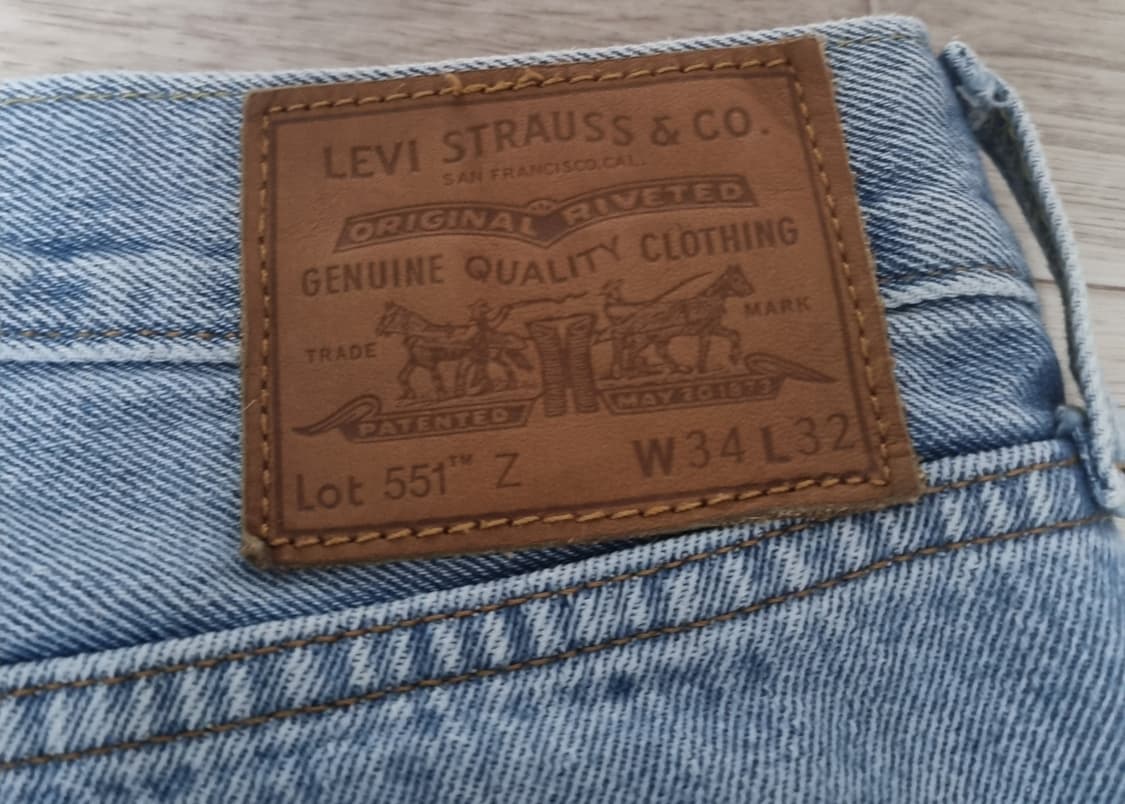 LEVI STRAUSS & CO.
SAN FRANCISCO, CAL.
ORIGINAL RIVETED
GENUINE QUALITY CLOTHING
TRADE MARK
PATENTED MAY 20 1873
Lot 551™ Z W34 L32